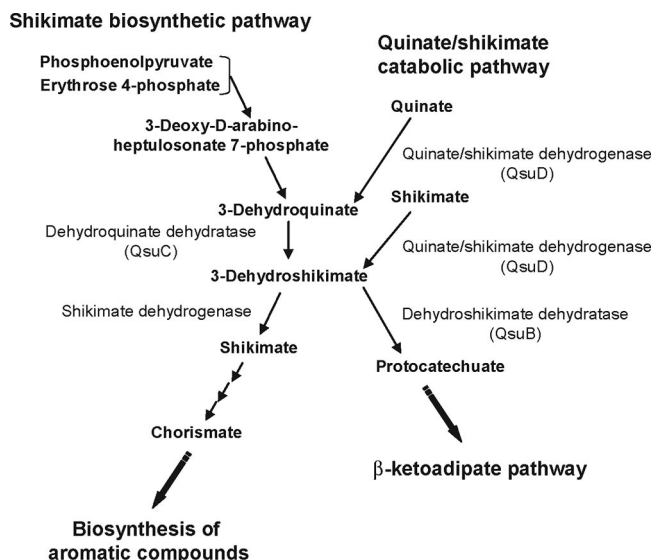 Shikimate biosynthetic pathway
Phosphoenolpyruvate
Erythrose 4-phosphate
3-Deoxy-D-arabino-
heptulosonate 7-phosphate
Quinate/shikimate
catabolic pathway
Quinate
Quinate/shikimate dehydrogenase
(QsuD)
3-Dehydroquinate
Shikimate
Dehydroquinate dehydratase
(QsuC)
Quinate/shikimate dehydrogenase
(QsuD)
3-Dehydroshikimate
Shikimate dehydrogenase
Dehydroshikimate dehydratase
(QsuB)
Shikimate
Protocatechuate
Chorismate
β-ketoadipate pathway
Biosynthesis of
aromatic compounds